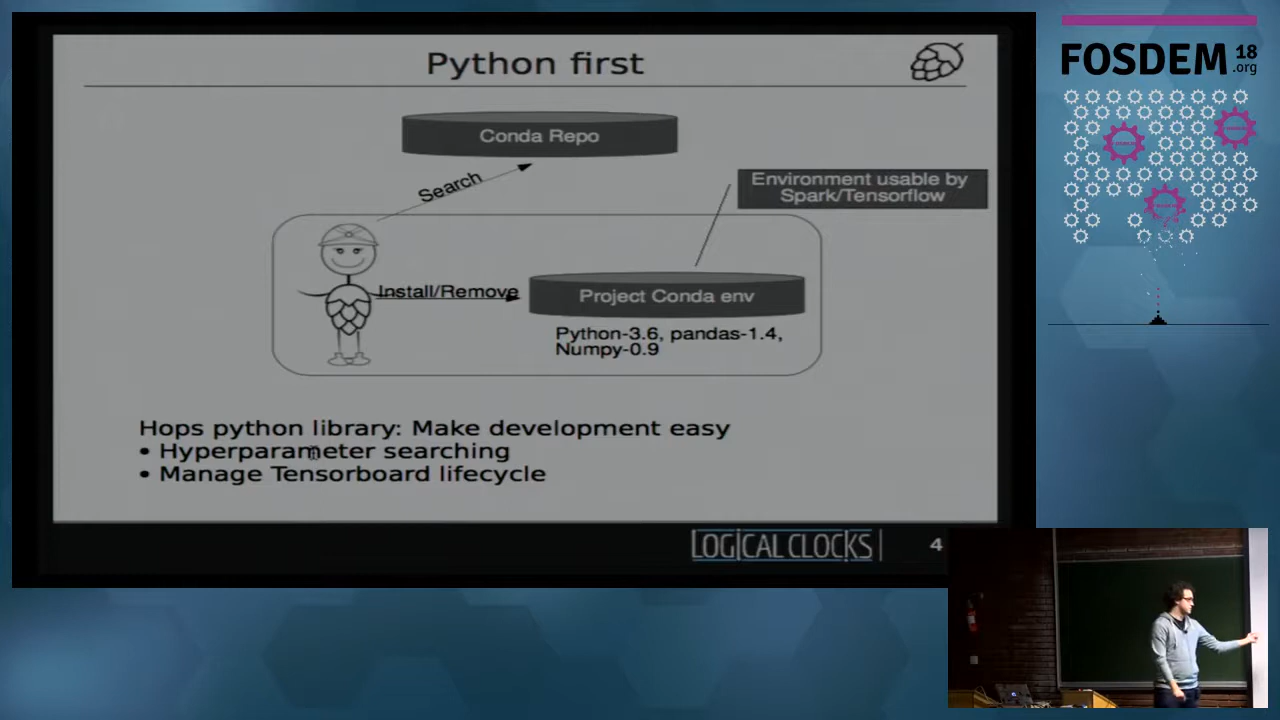 Python first
Conda Repo
Search
Environment usable by
Spark/Tensorflow
Install/Remove
Project Conda env
Python-3.6, pandas-1.4,
Numpy-0.9
Hops python library: Make development easy
• Hyperparameter searching
• Manage Tensorboard lifecycle
LOGICAL CLOCKS
4
FOSDEM 18
.org